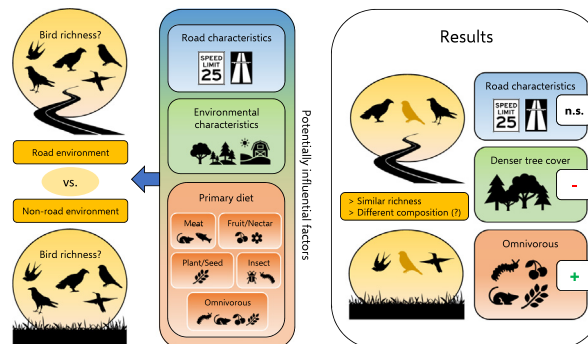 Bird richness?
Road environment
vs.
Non-road environment
Bird richness?
Road characteristics
SPEED
LIMIT
25
Environmental
characteristics
Primary diet
Meat
Fruit/Nectar
Plant/Seed
Insect
Omnivorous
Potentially influential factors
Results
> Similar richness
> Different composition (?)
Road characteristics
SPEED
LIMIT
25
n.s.
Denser tree cover
-
Omnivorous
+